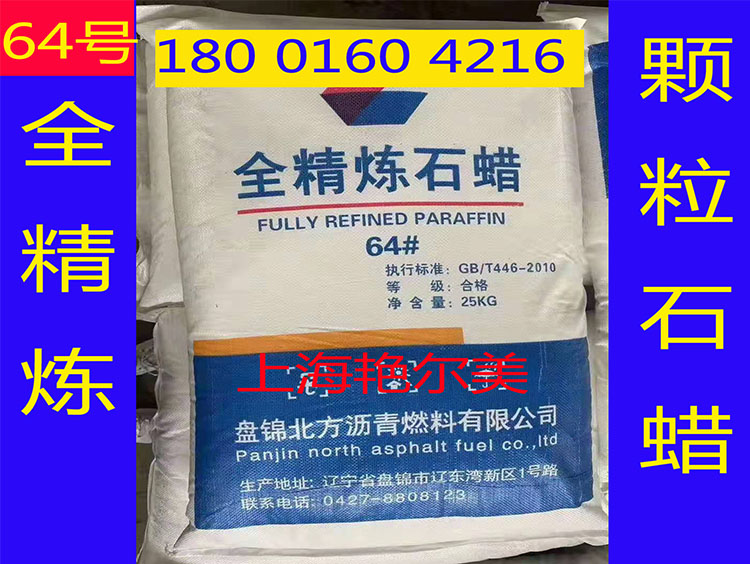 64号
全精炼
18001604216
颗粒石蜡
全精炼石蜡
FULLY REFINED PARAFFIN
64#
执行标准：GB/T446-2010
等 级：合格
净含量：25KG
上海艳尔美
盘锦北方沥青燃料有限公司
Panjin north asphalt fuel co.,ltd
生产地址：辽宁省盘锦市辽东湾新区1号路
联系电话：0427-8808123